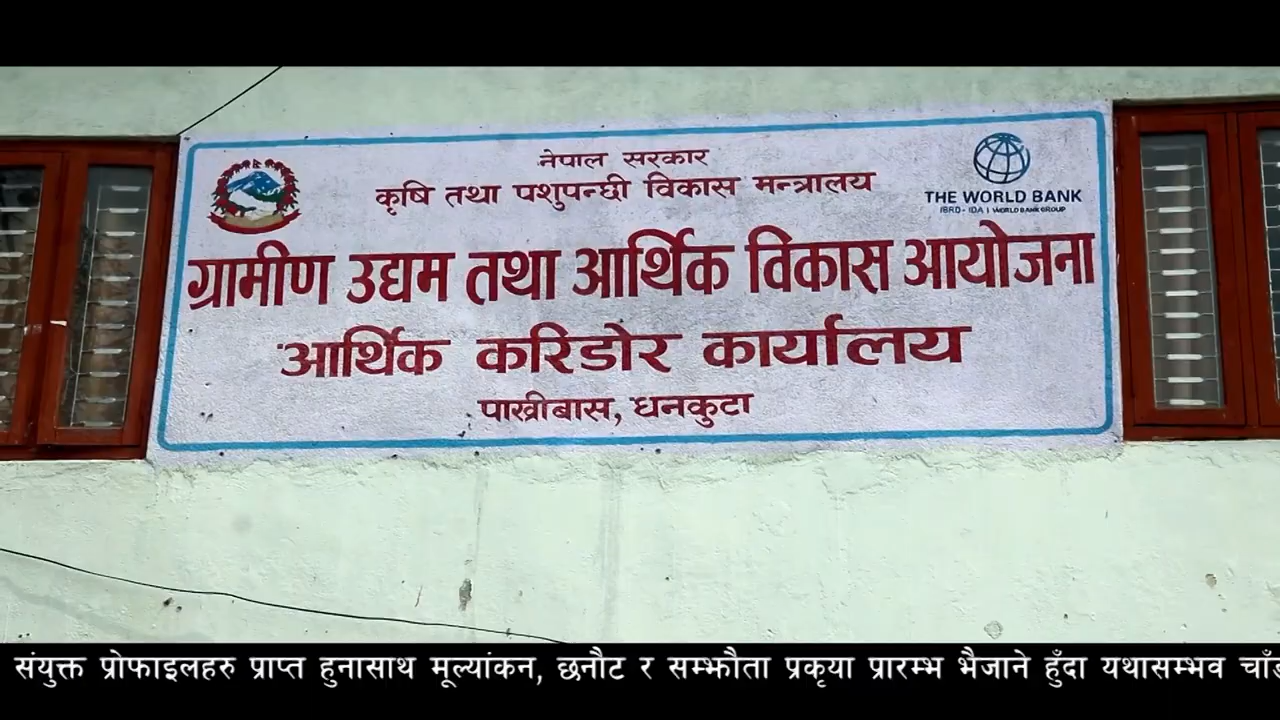 नेपाल सरकार
कृषि तथा पशुपन्छी विकास मन्त्रालय
THE WORLD BANK
IBRD - IDA | WORLD BANK GROUP
ग्रामीण उद्यम तथा आर्थिक विकास आयोजना
आर्थिक करिडोर कार्यालय
पाख्रीबास, धनकुटा
संयुक्त प्रोफाइलहरु प्राप्त हुनासाथ मूल्यांकन, छनौट र सम्झौता प्रकृया प्रारम्भ भैजाने हुँदा यथासम्भव